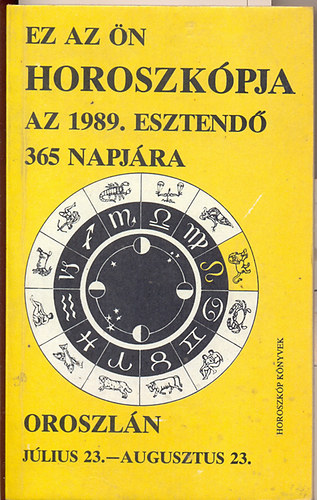 EZ AZ ÖN
HOROSZKÓPJA
AZ 1989. ESZTENDŐ
365 NAPJÁRA
OROSZLÁN
JÚLIUS 23.—AUGUSZTUS 23.
HOROSZKÓP KÖNYVEK